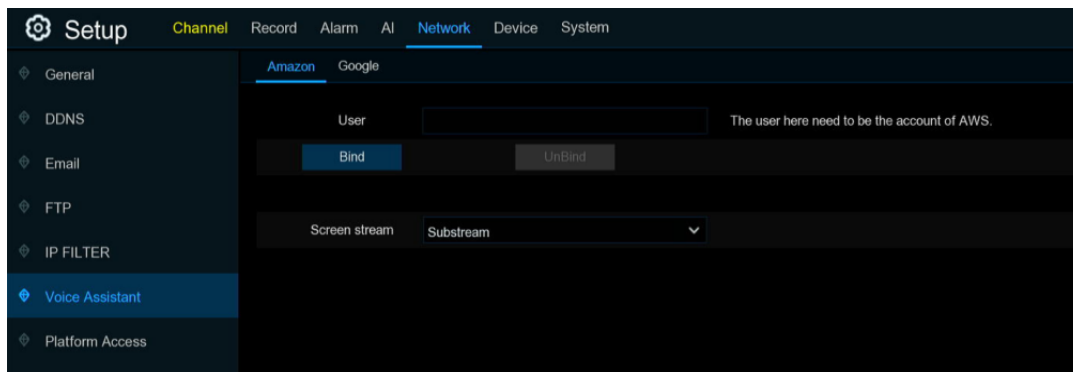 Setup Channel Record Alarm AI Network Device System
Amazon Google
General
DDNS
Email
FTP
IP FILTER
Voice Assistant
Platform Access
User The user here need to be the account of AWS.
Bind UnBind
Screen stream Substream